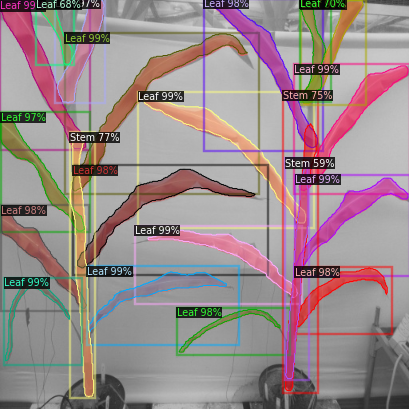 Leaf 99
Leaf 68%
7%
Leaf 98%
Leaf 70%
Leaf 99%
Leaf 99%
Leaf 99%
Stem 75%
Leaf 97%
Stem 77%
Stem 59%
Leaf 98%
Leaf 99%
Leaf 98%
Leaf 99%
Leaf 99%
Leaf 98%
Leaf 99%
Leaf 98%